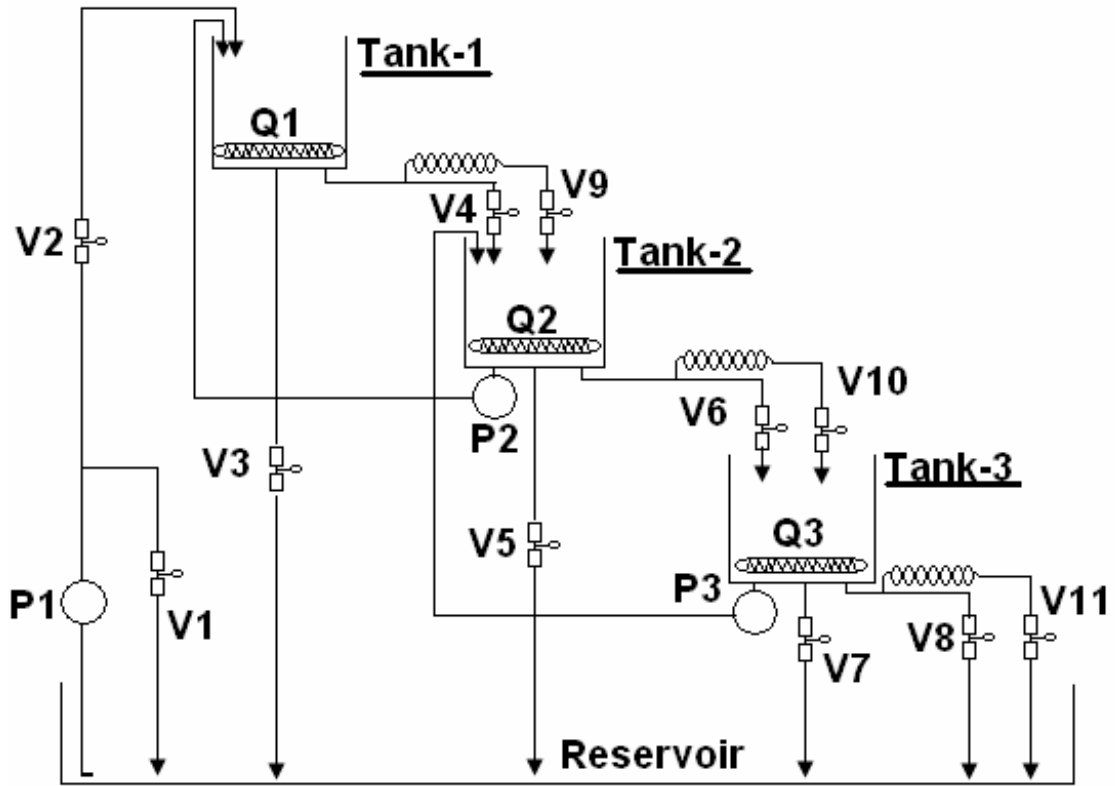 Tank-1
Q1
V9
V4
V2
Tank-2
Q2
V10
V6
P2
V3
Tank-3
V5
Q3
P3
P1
V11
V1
V8
V7
Reservoir